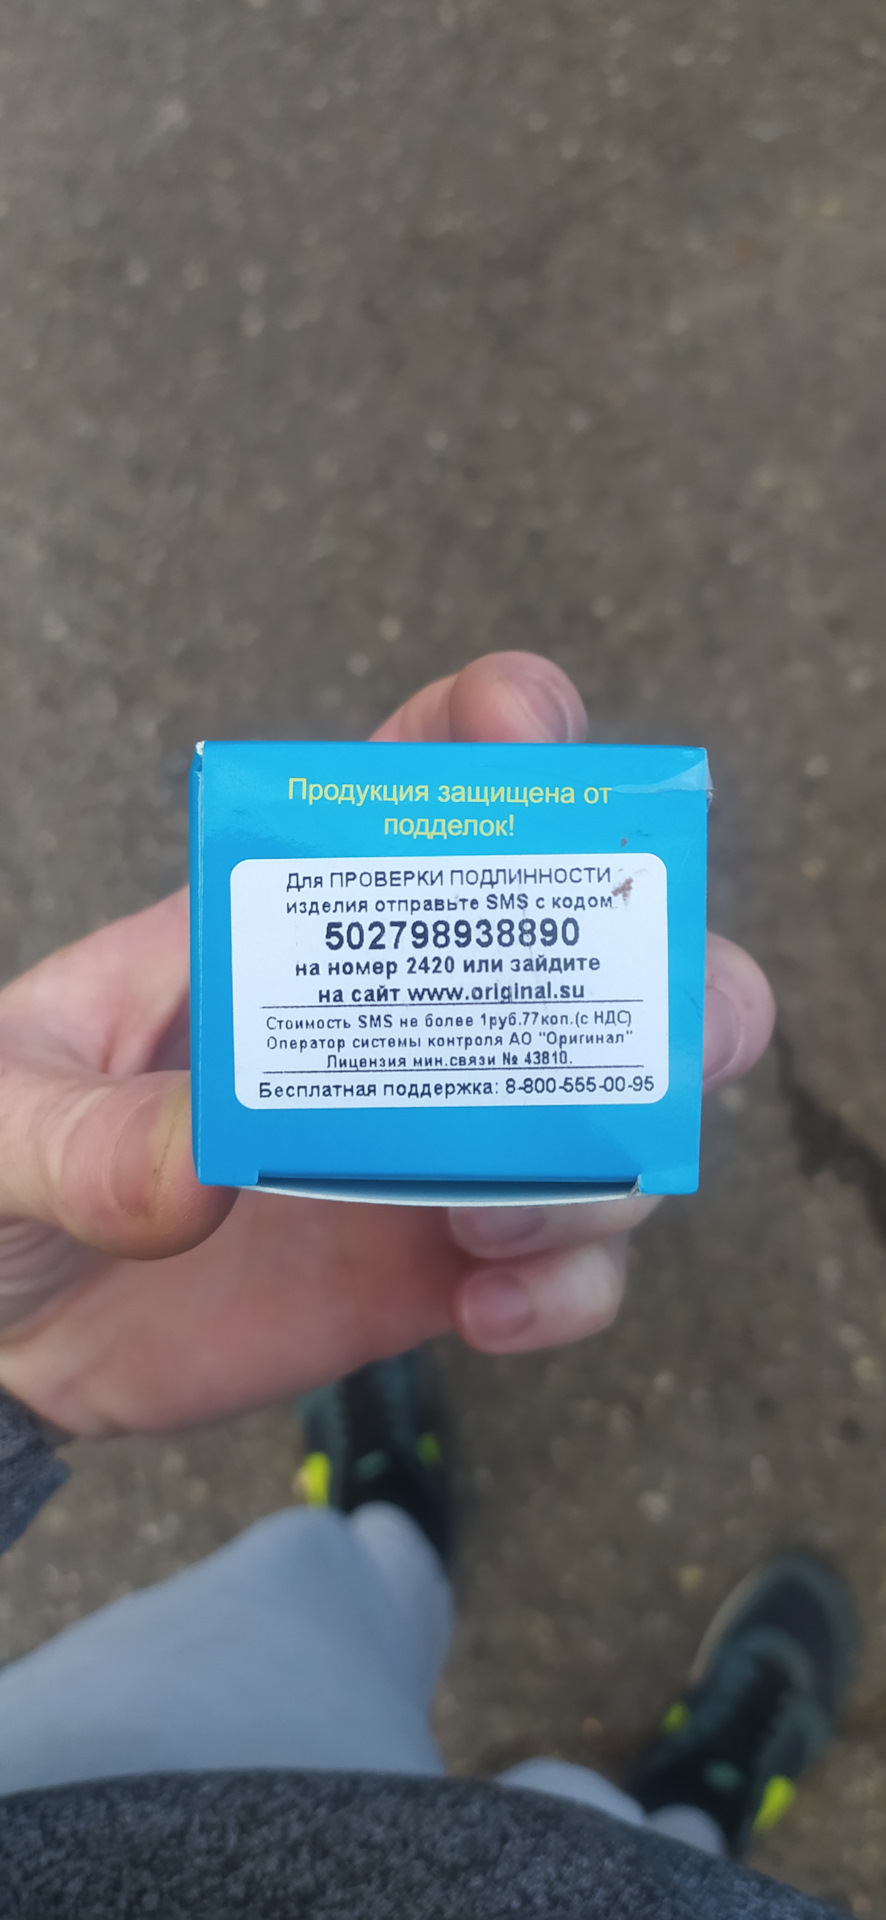 Продукция защищена от
подделок!
Для ПРОВЕРКИ ПОДЛИННОСТИ
изделия отправьте SMS с кодом
502798938890
на номер 2420 или зайдите
на сайт www.original.su
Стоимость SMS не более 1руб.77коп.(с НДС)
Оператор системы контроля АО "Оригинал"
Лицензия мин.связи № 43810.
Бесплатная поддержка: 8-800-555-00-95